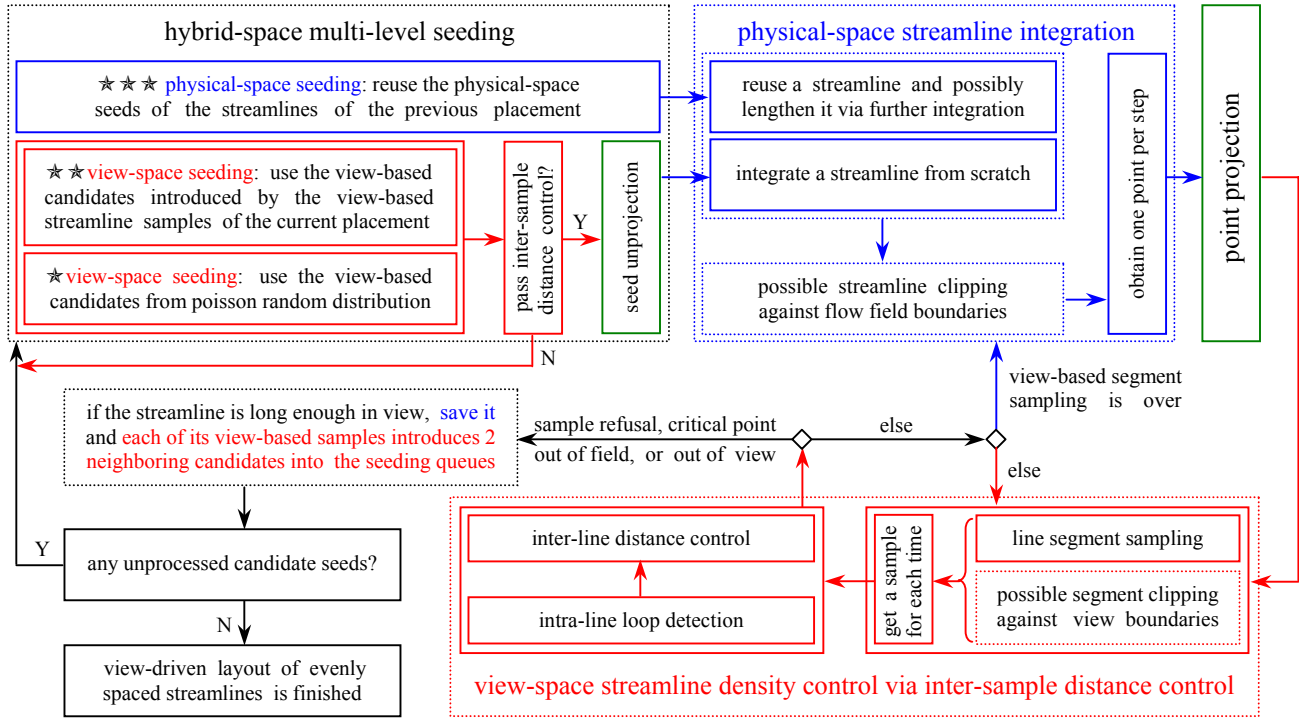 hybrid-space multi-level seeding
★ ★ ★ physical-space seeding: reuse the physical-space
seeds of the streamlines of the previous placement
★ ★ view-space seeding: use the view-based
candidates introduced by the view-based
streamline samples of the current placement
★ view-space seeding: use the view-based
candidates from poisson random distribution
pass inter-sample
distance control?
Y
N
seed unprojection
physical-space streamline integration
reuse a streamline and possibly
lengthen it via further integration
integrate a streamline from scratch
possible streamline clipping
against flow field boundaries
obtain one point per step
point projection
view-based segment
sampling is over
if the streamline is long enough in view, save it
and each of its view-based samples introduces 2
neighboring candidates into the seeding queues
sample refusal, critical point
out of field, or out of view
else
else
Y
any unprocessed candidate seeds?
N
view-driven layout of evenly
spaced streamlines is finished
inter-line distance control
intra-line loop detection
get a sample
for each time
line segment sampling
possible segment clipping
against view boundaries
view-space streamline density control via inter-sample distance control